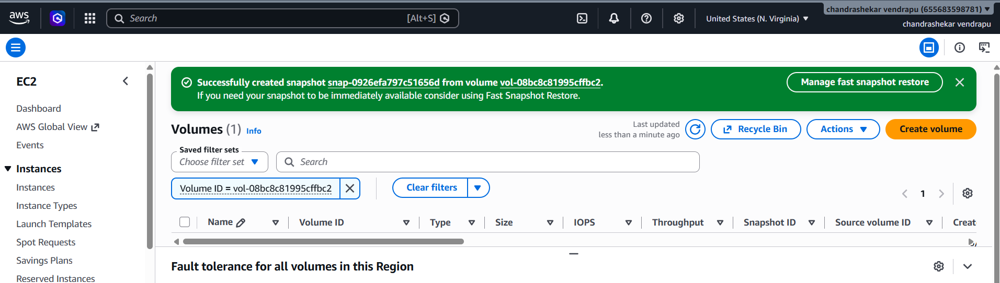 aws
Search [Alt+S]
United States (N. Virginia)
chandrashekar vendrapu (655683598781)
chandrashekar vendrapu
EC2
Dashboard
AWS Global View
Events
Instances
Instances
Instance Types
Launch Templates
Spot Requests
Savings Plans
Reserved Instances
Successfully created snapshot snap-0926efa797c51656d from volume vol-08bc8c81995cffbc2.
If you need your snapshot to be immediately available consider using Fast Snapshot Restore.
Manage fast snapshot restore
Volumes (1) Info
Last updated
less than a minute ago
Recycle Bin
Actions
Create volume
Saved filter sets
Choose filter set
Search
Volume ID = vol-08bc8c81995cffbc2
Clear filters
1
Name Volume ID Type Size IOPS Throughput Snapshot ID Source volume ID Creat
Fault tolerance for all volumes in this Region